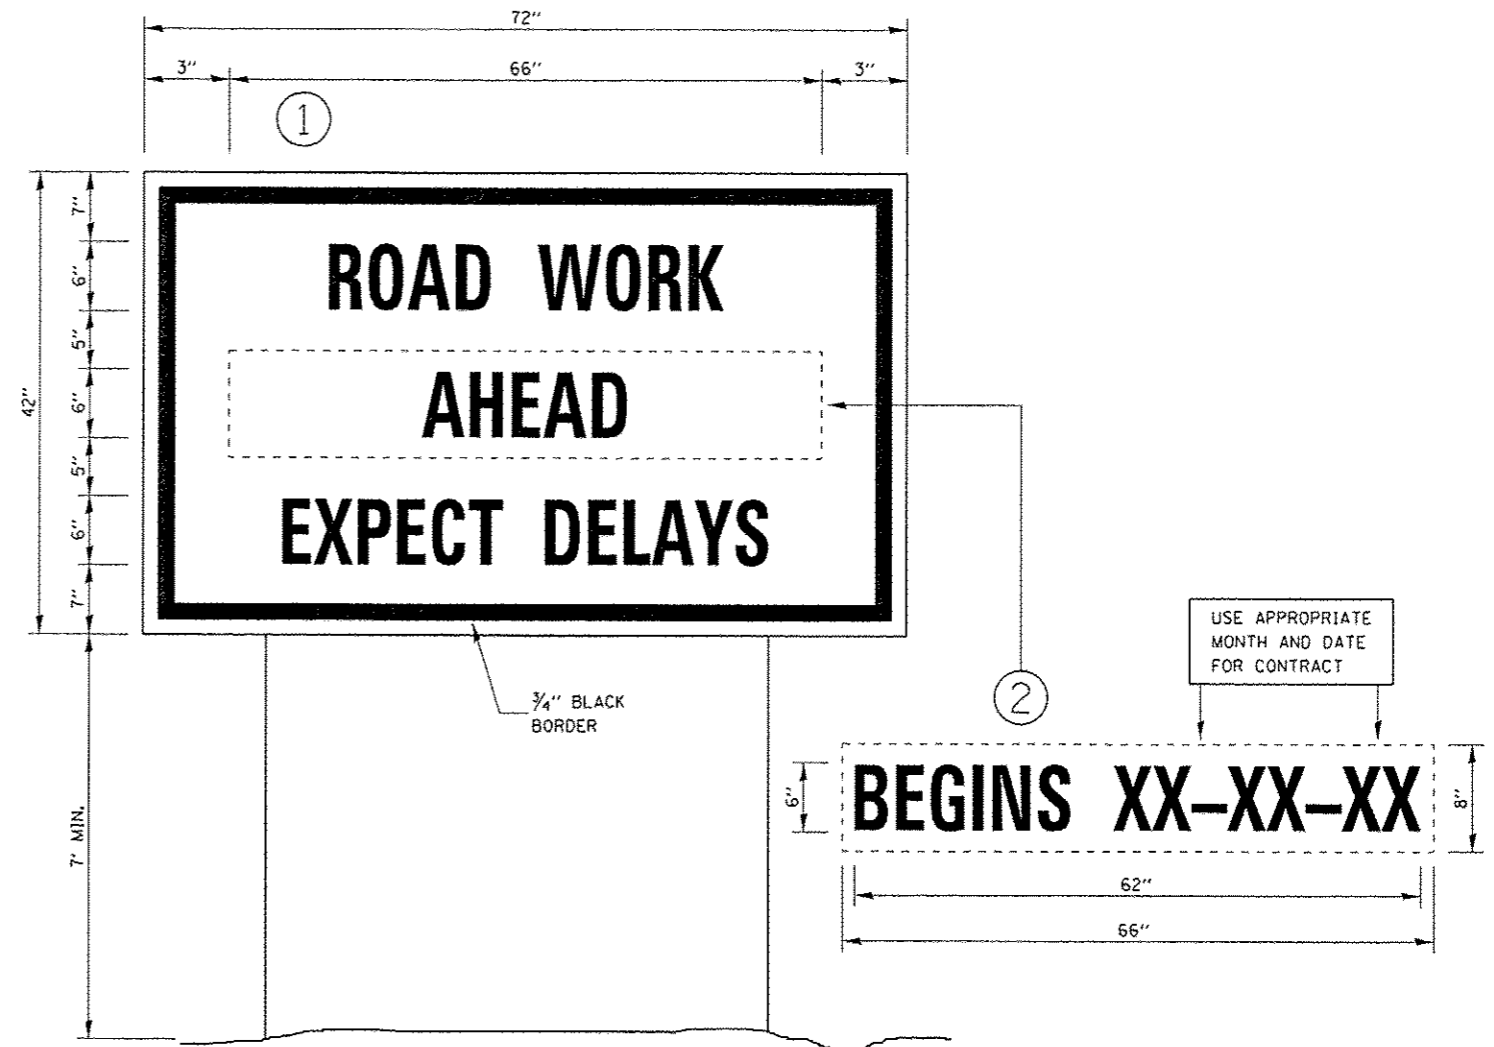 72"
3" 66" 3"
1
7"
6"
5"
6"
5"
6"
7"
42"
ROAD WORK
AHEAD
EXPECT DELAYS
3/4" BLACK
BORDER
7' MIN.
2
USE APPROPRIATE
MONTH AND DATE
FOR CONTRACT
6"
BEGINS XX-XX-XX
8"
62"
66"